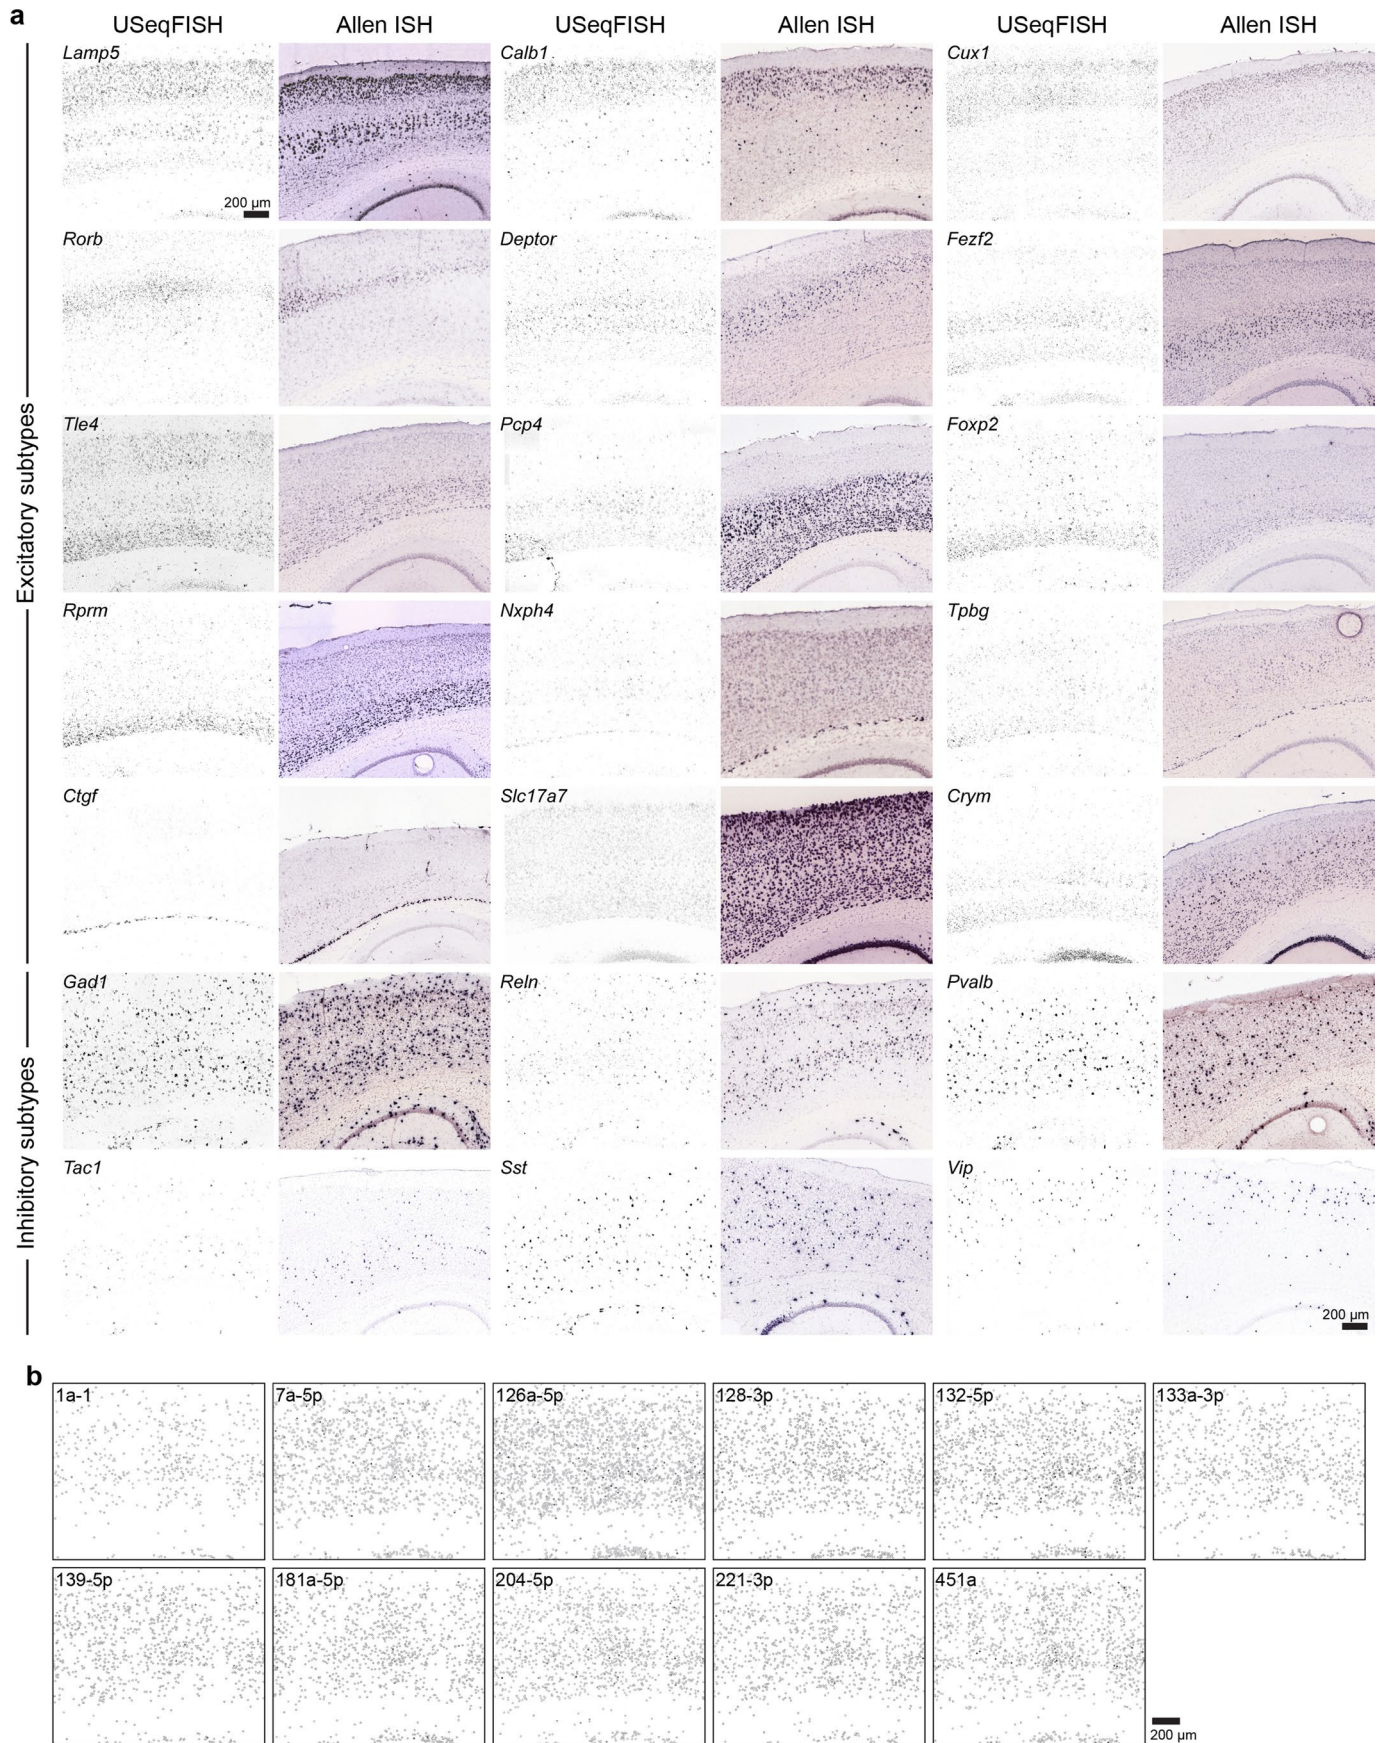 a
USeqFISH Allen ISH USeqFISH Allen ISH USeqFISH Allen ISH
Lamp5 Calb1 Cux1
200 µm
Rorb Deptor Fezf2
Excitatory subtypes
Tle4 Pcp4 Foxp2
Rprm Nxph4 Tpbg
Ctgf Slc17a7 Crym
Gad1 Reln Pvalb
Inhibitory subtypes
Tac1 Sst Vip
200 µm
b
1a-1 7a-5p 126a-5p 128-3p 132-5p 133a-3p
139-5p 181a-5p 204-5p 221-3p 451a
200 µm